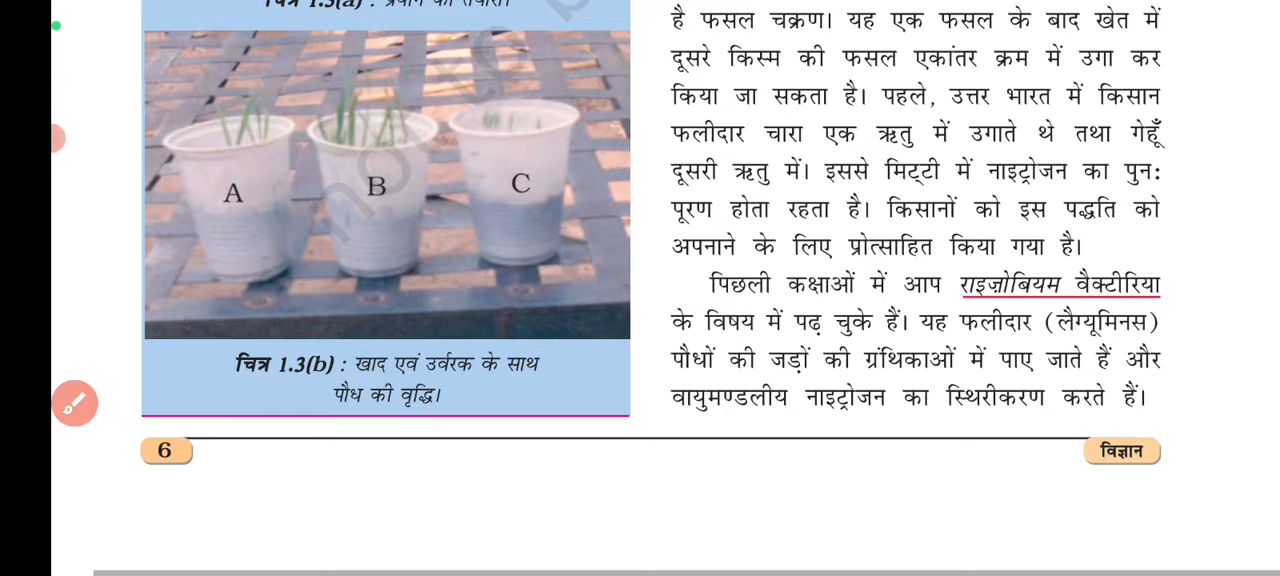 चित्र 1.3(a) : प्रयोग की तैयारी।
A
B
C
चित्र 1.3(b) : खाद एवं उर्वरक के साथ
पौध की वृद्धि।
है फसल चक्रण। यह एक फसल के बाद खेत में
दूसरे किस्म की फसल एकांतर क्रम में उगा कर
किया जा सकता है। पहले, उत्तर भारत में किसान
फलीदार चारा एक ऋतु में उगाते थे तथा गेहूँ
दूसरी ऋतु में। इससे मिट्टी में नाइट्रोजन का पुनः
पूरण होता रहता है। किसानों को इस पद्धति को
अपनाने के लिए प्रोत्साहित किया गया है।
पिछली कक्षाओं में आप राइज़ोबियम वैक्टीरिया
के विषय में पढ़ चुके हैं। यह फलीदार (लैग्यूमिनस)
पौधों की जड़ों की ग्रंथिकाओं में पाए जाते हैं और
वायुमण्डलीय नाइट्रोजन का स्थिरीकरण करते हैं।
6
विज्ञान